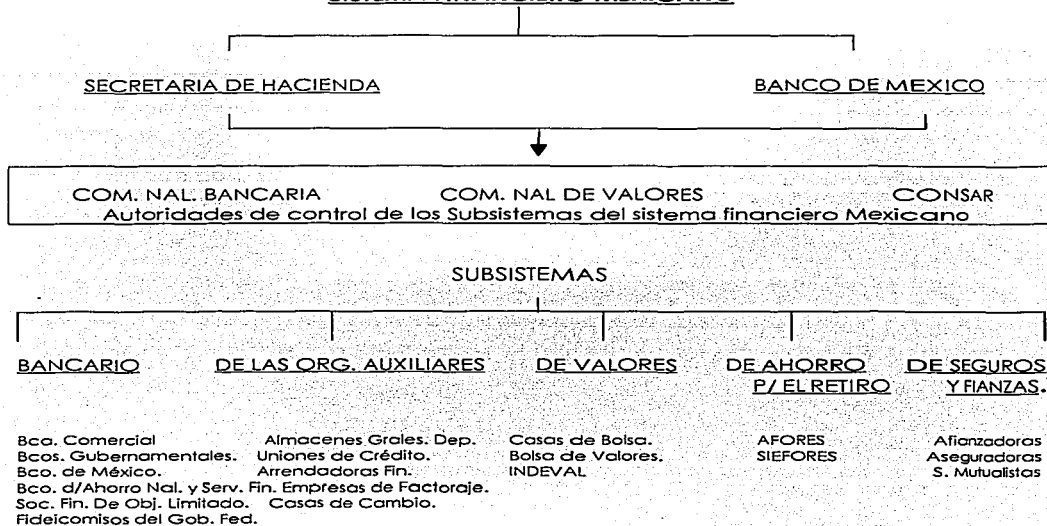 SECRETARIA DE HACIENDA BANCO DE MEXICO
COM. NAL. BANCARIA COM. NAL DE VALORES CONSAR
Autoridades de control de los Subsistemas del sistema financiero Mexicano
SUBSISTEMAS
BANCARIO DE LAS ORG. AUXILIARES DE VALORES DE AHORRO DE SEGUROS
P/ EL RETIRO Y FIANZAS.
Bca. Comercial Almacenes Grales. Dep. Casas de Bolsa. AFORES Afianzadoras
Bcos. Gubernamentales. Uniones de Crédito. Bolsa de Valores. SIEFORES Aseguradoras
Bco. de México. Arrendadoras Fin. INDEVAL S. Mutualistas
Bco. d/Ahorro Nal. y Serv. Fin. Empresas de Factoraje.
Soc. Fin. De Obj. Limitado. Casas de Cambio.
Fideicomisos del Gob. Fed.